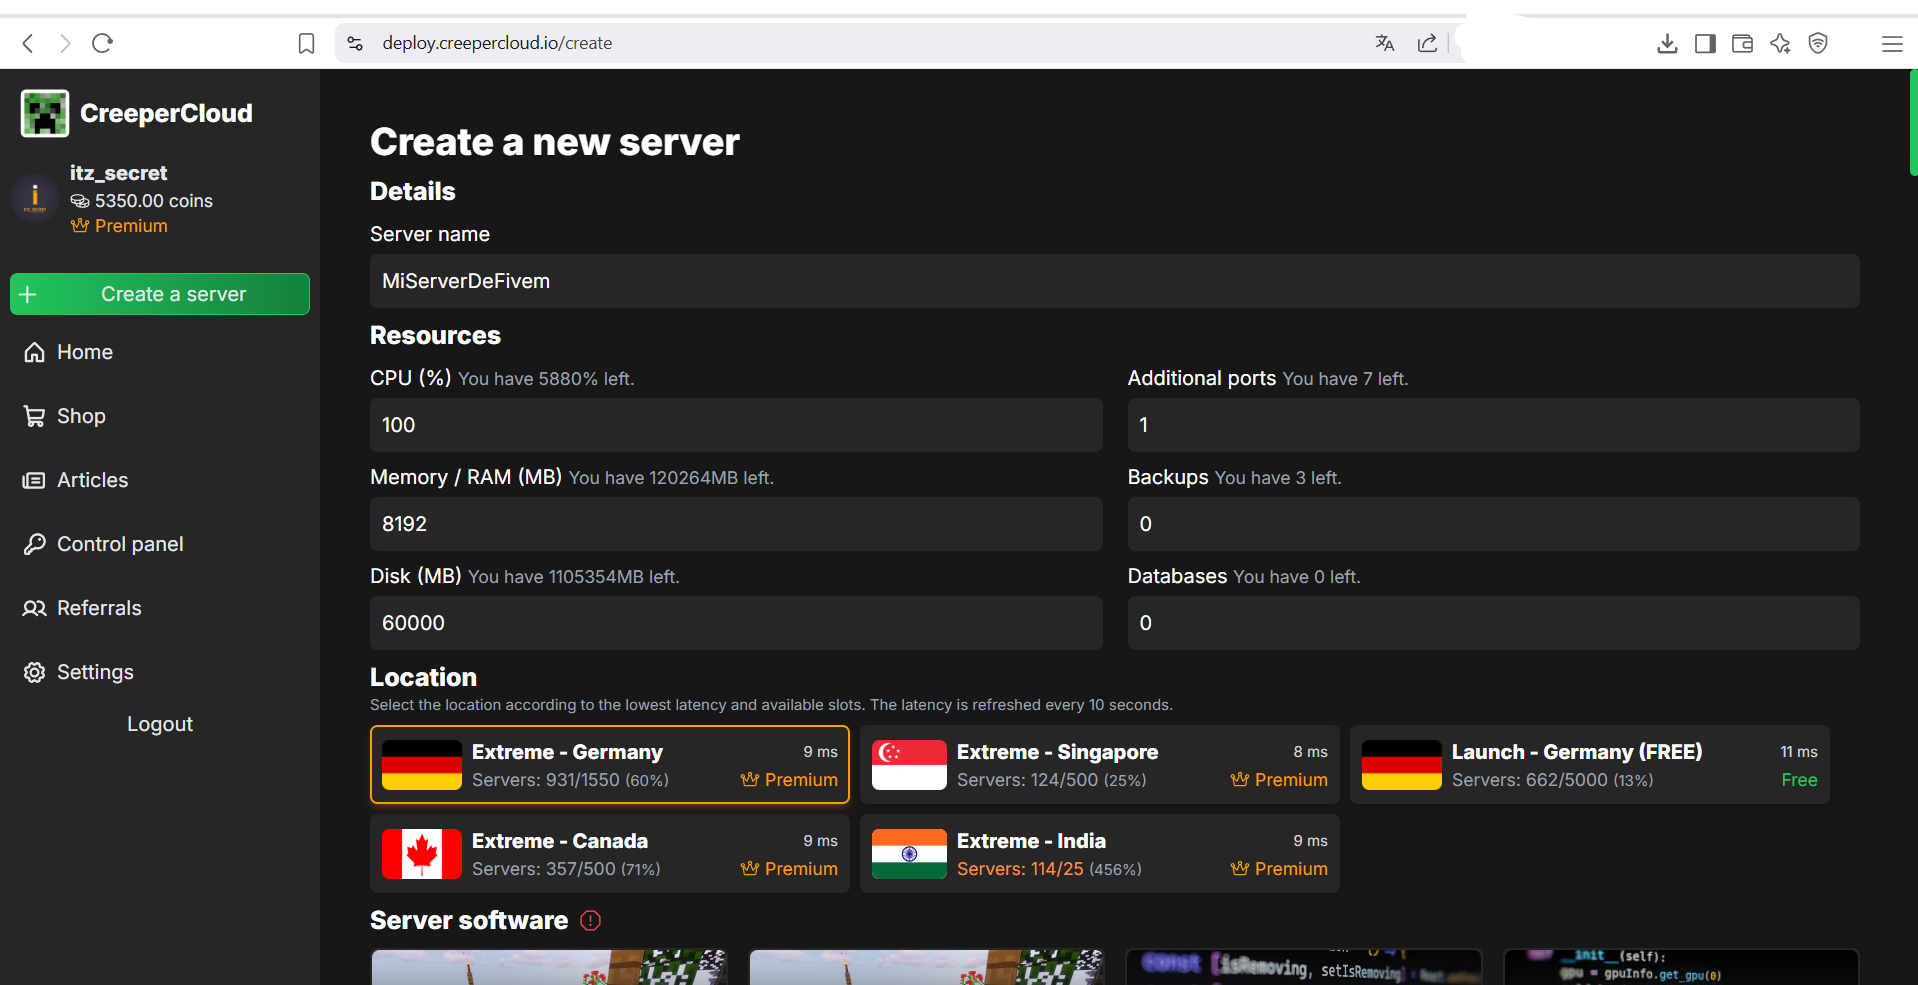 deploy.creepercloud.io/create
CreeperCloud
itz_secret
5350.00 coins
Premium
Create a server
Home
Shop
Articles
Control panel
Referrals
Settings
Logout
Create a new server
Details
Server name
MiServerDeFivem
Resources
CPU (%) You have 5880% left.
100
Additional ports You have 7 left.
1
Memory / RAM (MB) You have 120264MB left.
8192
Backups You have 3 left.
0
Disk (MB) You have 1105354MB left.
60000
Databases You have 0 left.
0
Location
Select the location according to the lowest latency and available slots. The latency is refreshed every 10 seconds.
Extreme - Germany 9 ms
Servers: 931/1550 (60%) Premium
Extreme - Singapore 8 ms
Servers: 124/500 (25%) Premium
Launch - Germany (FREE) 11 ms
Servers: 662/5000 (13%) Free
Extreme - Canada 9 ms
Servers: 357/500 (71%) Premium
Extreme - India 9 ms
Servers: 114/25 (456%) Premium
Server software
const [isRemoving, setIsRemoving]
__init__(self):
gpu = gpuInfo.get_gpu(0)